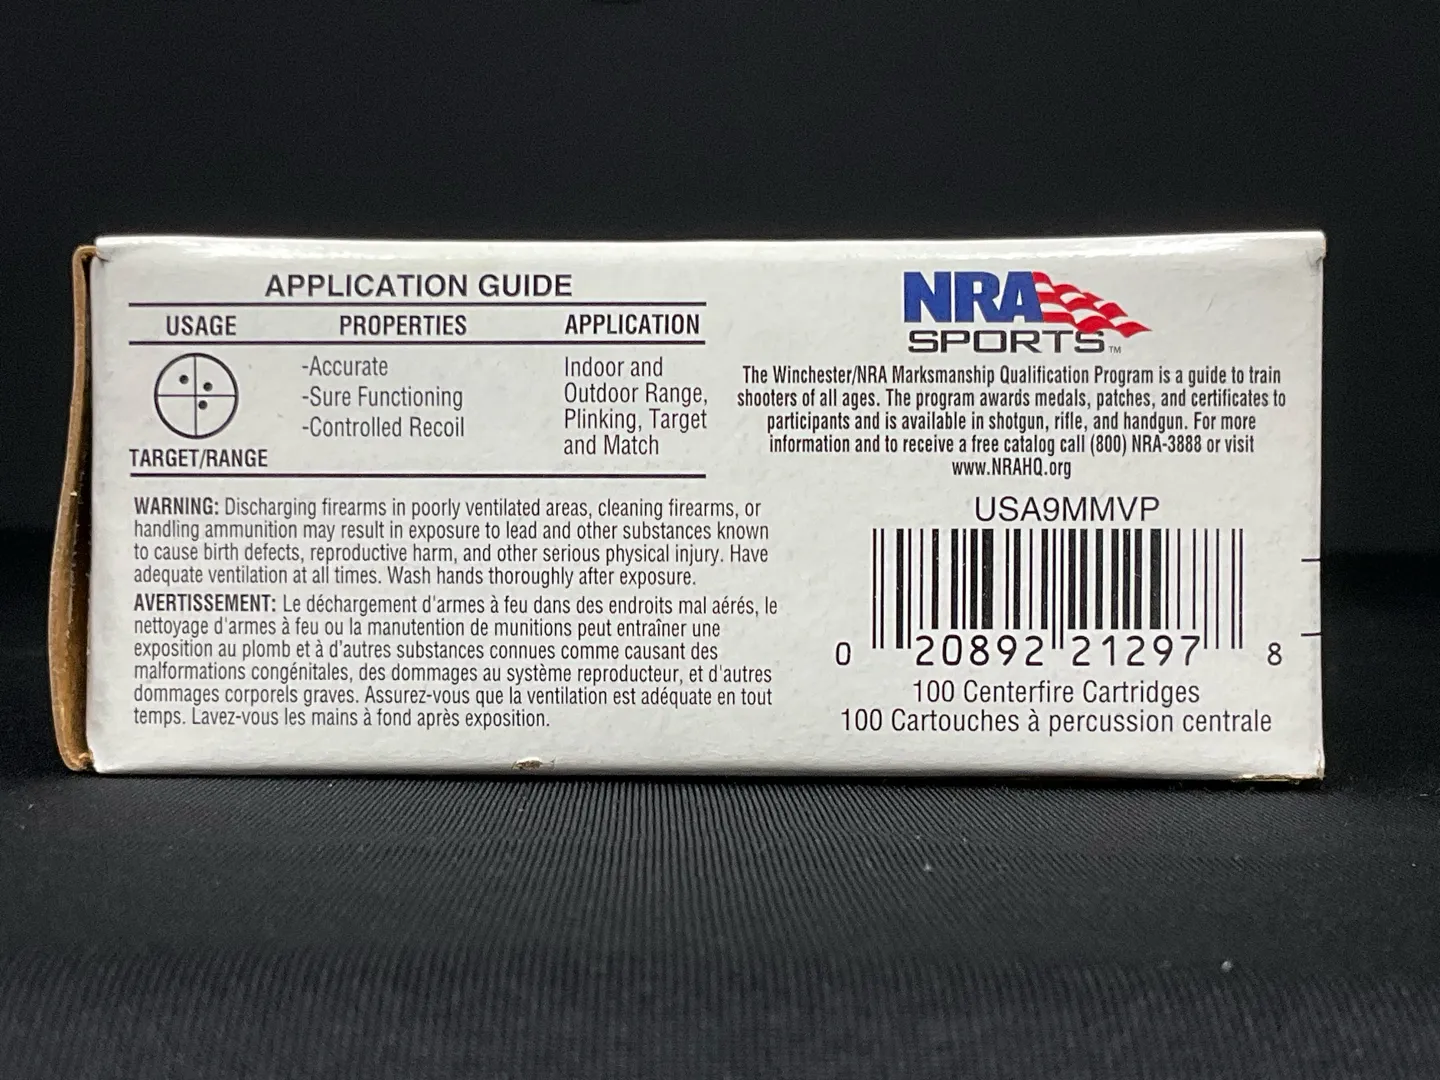 APPLICATION GUIDE
USAGE PROPERTIES APPLICATION
-Accurate
-Sure Functioning
-Controlled Recoil
Indoor and
Outdoor Range,
Plinking, Target
and Match
TARGET/RANGE
WARNING: Discharging firearms in poorly ventilated areas, cleaning firearms, or
handling ammunition may result in exposure to lead and other substances known
to cause birth defects, reproductive harm, and other serious physical injury. Have
adequate ventilation at all times. Wash hands thoroughly after exposure.
AVERTISSEMENT: Le déchargement d'armes à feu dans des endroits mal aérés, le
nettoyage d'armes à feu ou la manutention de munitions peut entraîner une
exposition au plomb et à d'autres substances connues comme causant des
malformations congénitales, des dommages au système reproducteur, et d'autres
dommages corporels graves. Assurez-vous que la ventilation est adéquate en tout
temps. Lavez-vous les mains à fond après exposition.
NRA
SPORTS™
The Winchester/NRA Marksmanship Qualification Program is a guide to train
shooters of all ages. The program awards medals, patches, and certificates to
participants and is available in shotgun, rifle, and handgun. For more
information and to receive a free catalog call (800) NRA-3888 or visit
www.NRAHQ.org
USA9MMVP
0 20892 21297 8
100 Centerfire Cartridges
100 Cartouches à percussion centrale